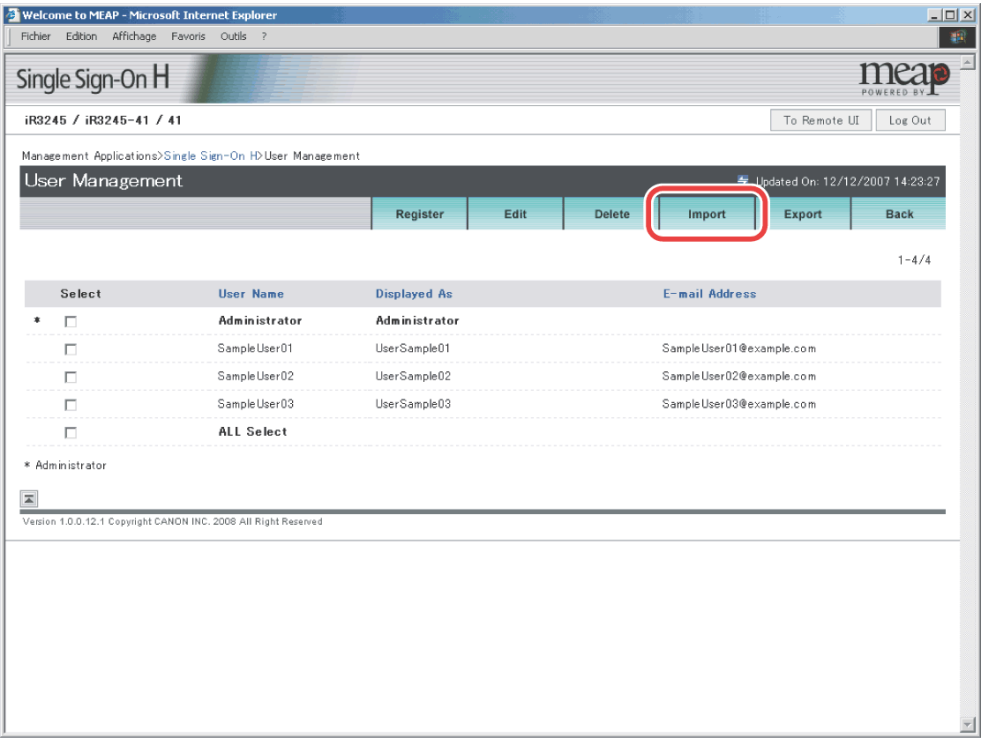 Welcome to MEAP - Microsoft Internet Explorer
Fichier Edition Affichage Favoris Outils ?
Single Sign-On H
meap
POWERED BY
iR3245 / iR3245-41 / 41
To Remote UI Log Out
Management Applications>Single Sign-On H>User Management
User Management
Updated On: 12/12/2007 14:23:27
Register Edit Delete Import Export Back
1-4/4
Select User Name Displayed As E-mail Address
* Administrator Administrator
SampleUser01 UserSample01 SampleUser01@example.com
SampleUser02 UserSample02 SampleUser02@example.com
SampleUser03 UserSample03 SampleUser03@example.com
ALL Select
* Administrator
Version 1.0.0.12.1 Copyright CANON INC. 2008 All Right Reserved